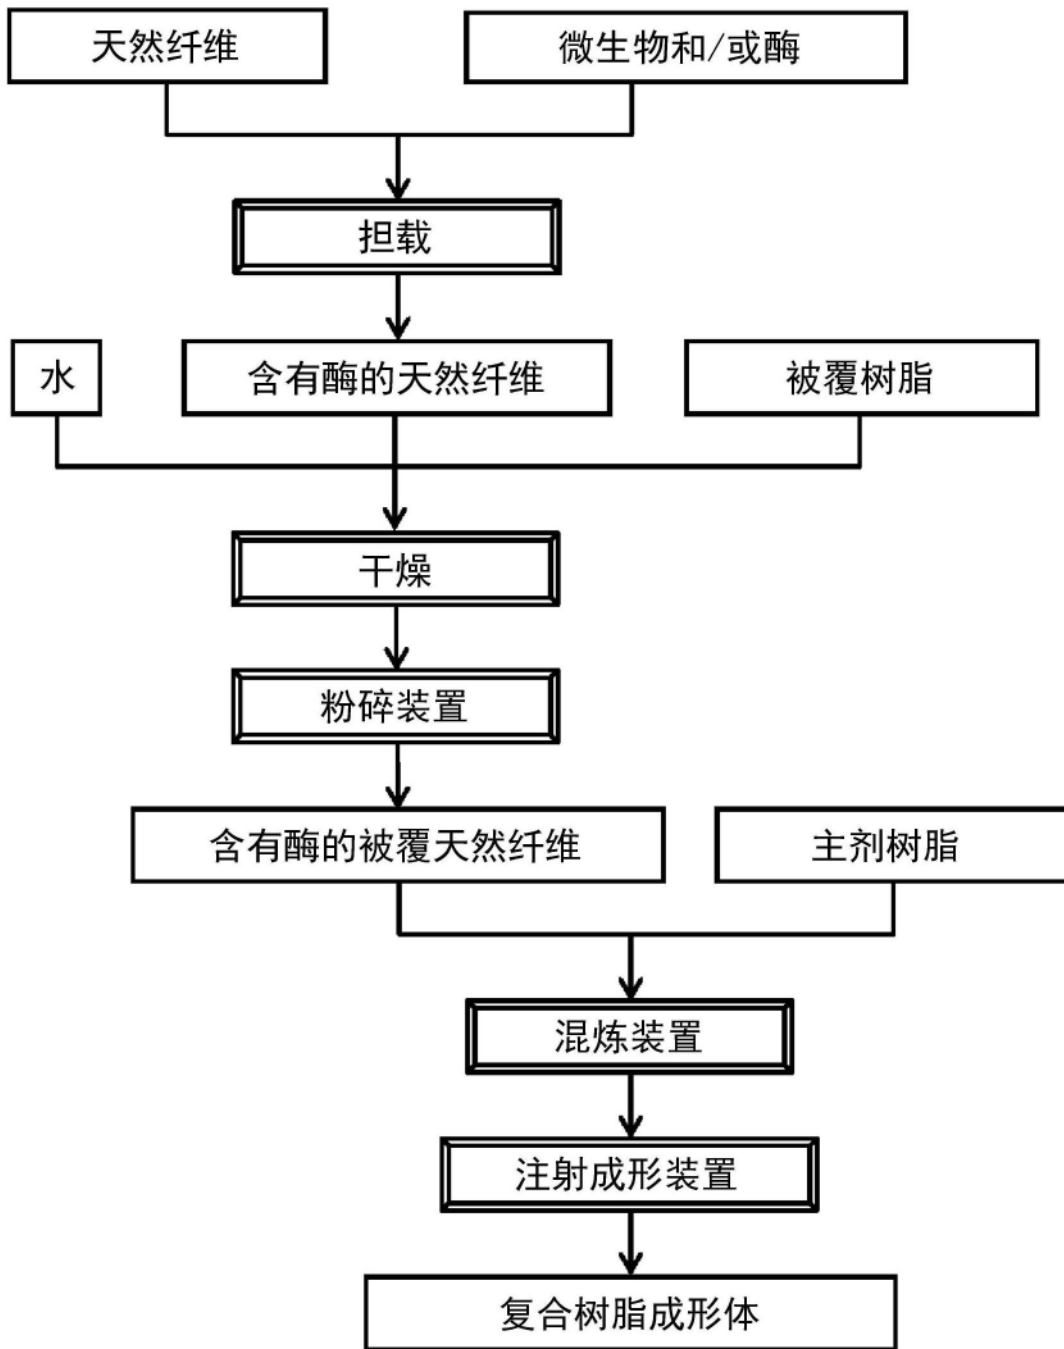 天然纤维
微生物和/或酶
担载
水
含有酶的天然纤维
被覆树脂
干燥
粉碎装置
含有酶的被覆天然纤维
主剂树脂
混炼装置
注射成形装置
复合树脂成形体